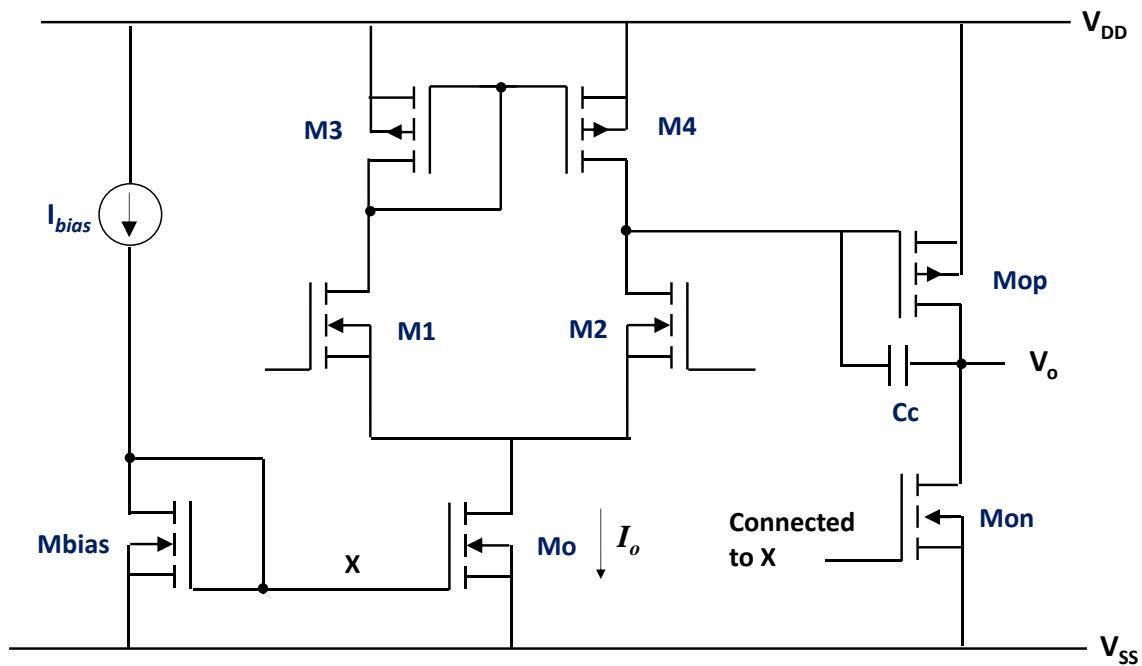 V_DD
M3
M4
I_bias
Mop
M1
M2
V_o
Cc
Mbias
X
Mo
I_o
Connected
to X
Mon
V_SS